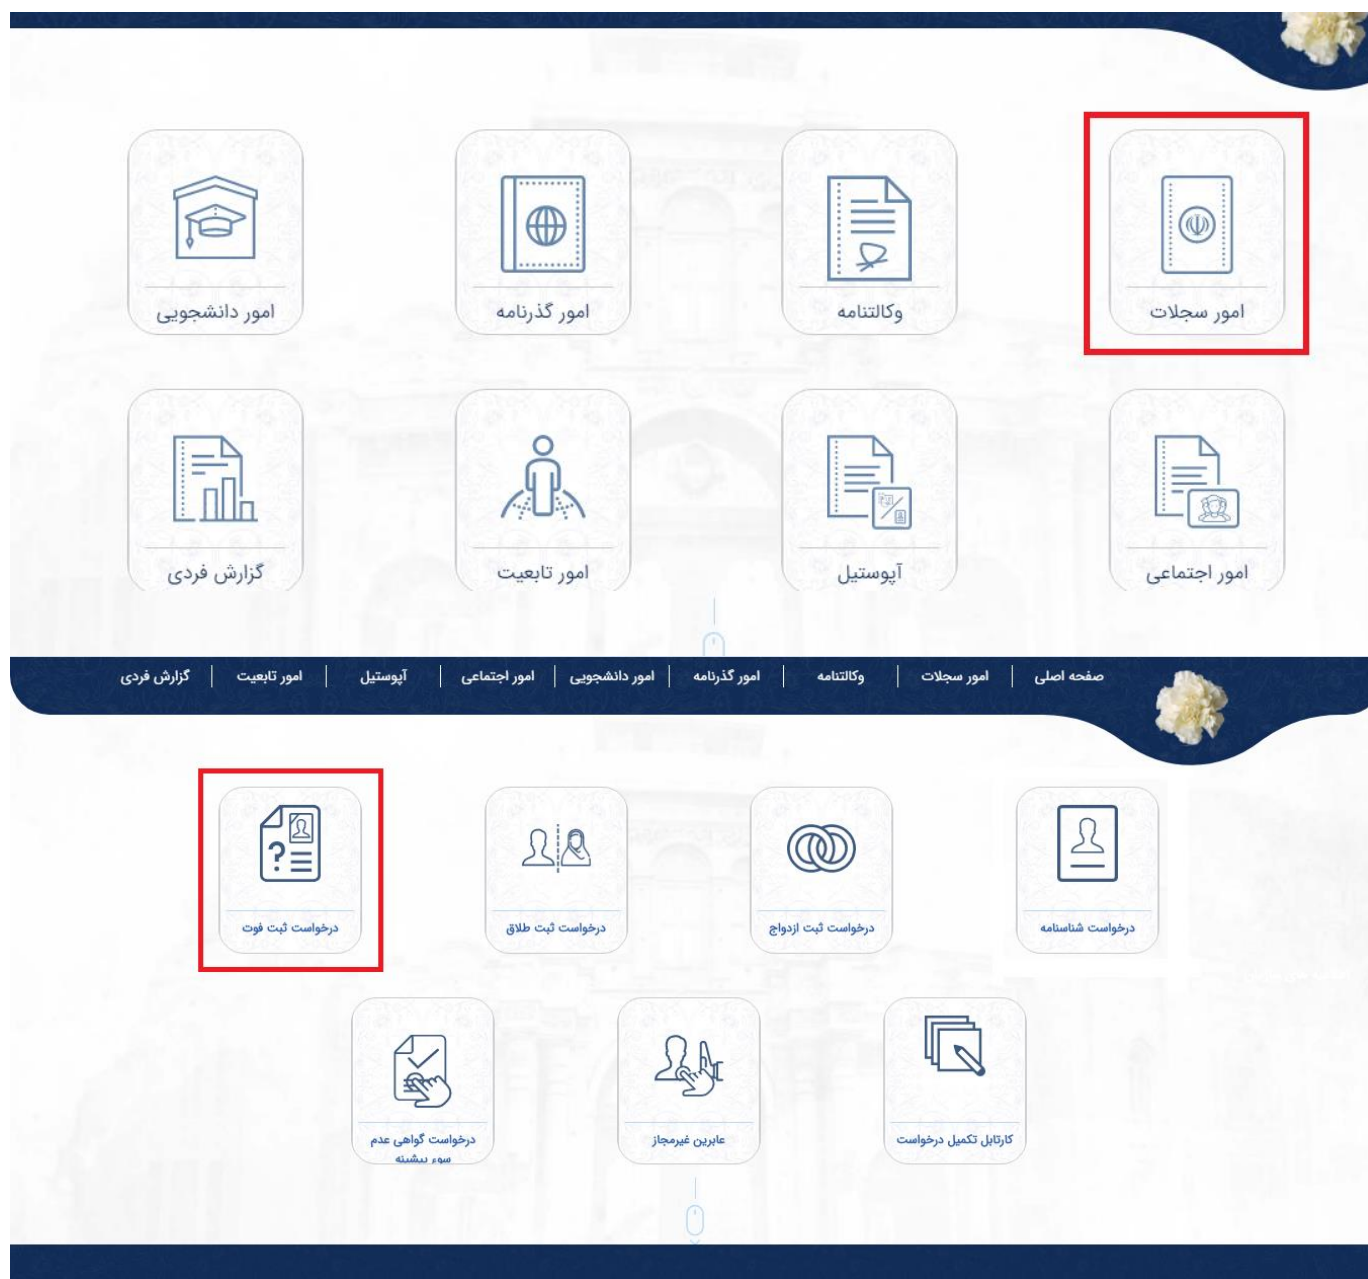 امور سجلات
وکالتنامه
امور گذرنامه
امور دانشجویی
امور اجتماعی
آپوستیل
امور تابعیت
گزارش فردی
صفحه اصلی | امور سجلات | وکالتنامه | امور گذرنامه | امور دانشجویی | امور اجتماعی | آپوستیل | امور تابعیت | گزارش فردی
درخواست شناسنامه
درخواست ثبت ازدواج
درخواست ثبت طلاق
?
درخواست ثبت فوت
کارتابل تکمیل درخواست
عابرین غیرمجاز
درخواست گواهی عدم
سوء پیشینه